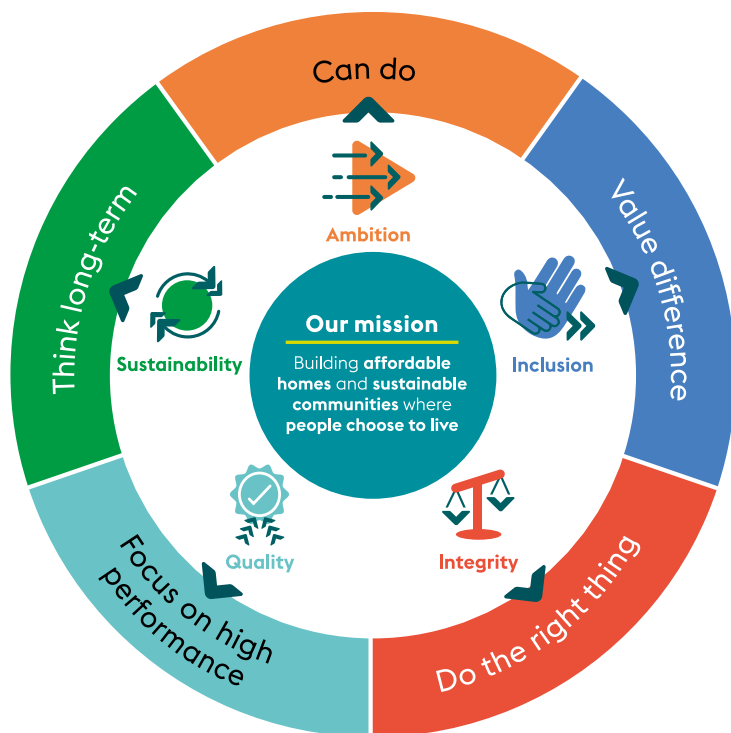 Can do
Value difference
Do the right thing
Focus on high
performance
Think long-term
Ambition
Inclusion
Integrity
Quality
Sustainability
Our mission
Building affordable
homes and sustainable
communities where
people choose to live